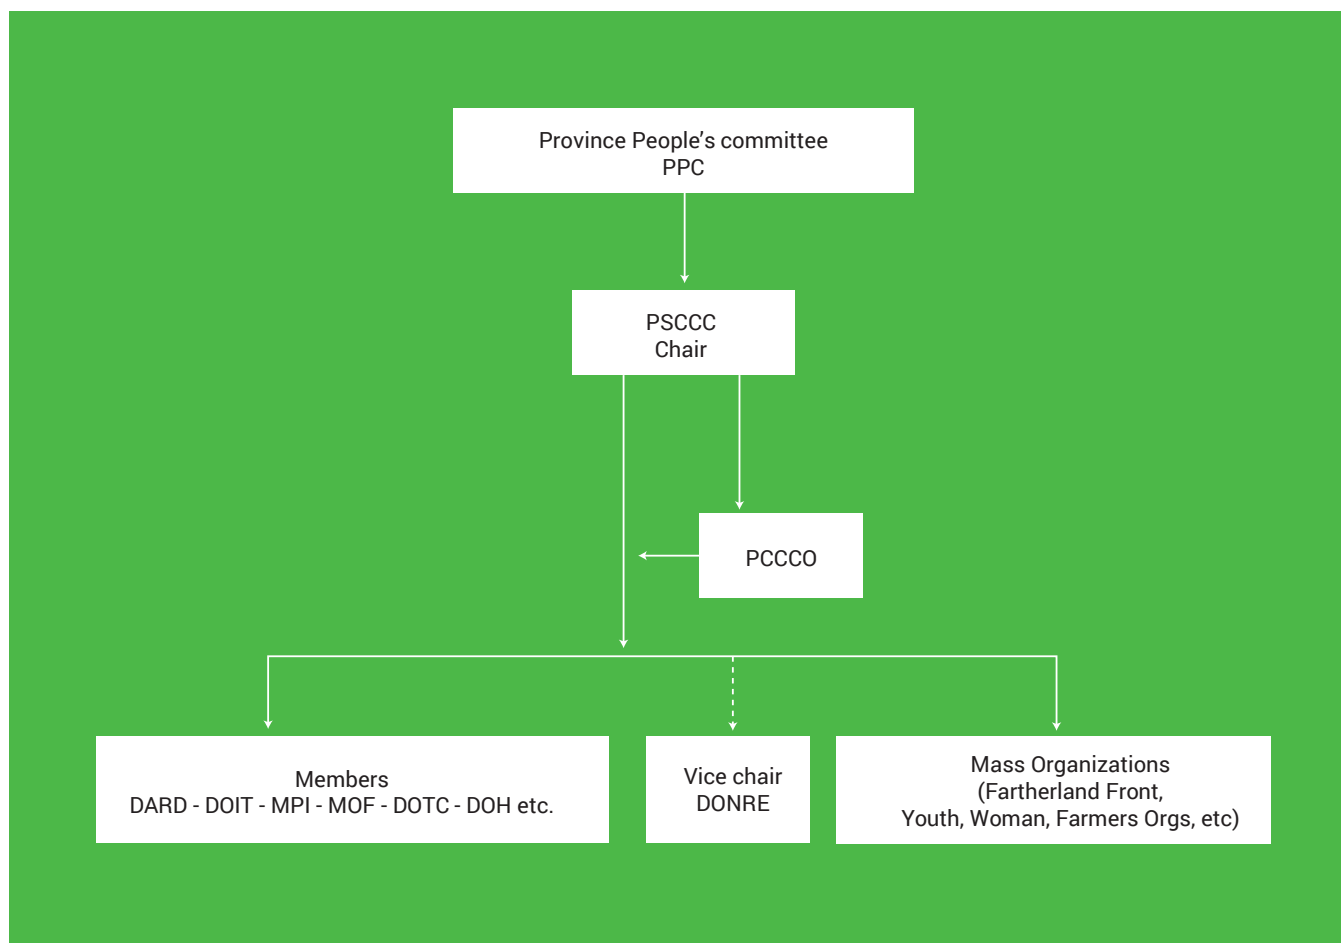 Province People’s committee
PPC
PSCCC
Chair
PCCCO
Members
DARD - DOIT - MPI - MOF - DOTC - DOH etc.
Vice chair
DONRE
Mass Organizations
(Fartherland Front,
Youth, Woman, Farmers Orgs, etc)